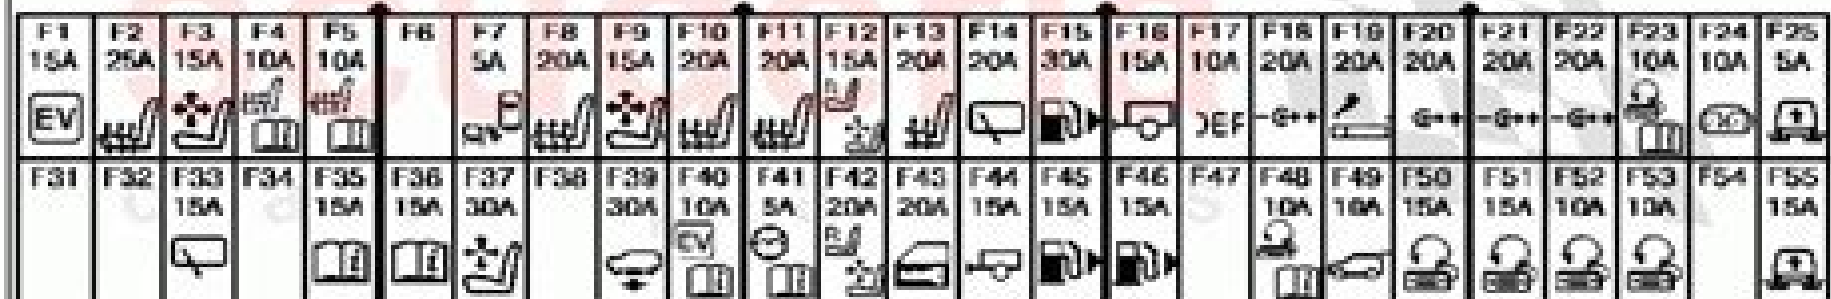 F1 F2 F3 F4 F5 F6 F7 F8 F9 F10 F11 F12 F13 F14 F15 F16 F17 F18 F19 F20 F21 F22 F23 F24 F25
15A 25A 15A 10A 10A 5A 20A 15A 20A 20A 15A 20A 20A 30A 15A 10A 20A 20A 20A 20A 20A 10A 10A 5A
EV DEF
F31 F32 F33 F34 F35 F36 F37 F38 F39 F40 F41 F42 F43 F44 F45 F46 F47 F48 F49 F50 F51 F52 F53 F54 F55
15A 15A 15A 30A 30A 10A 5A 20A 20A 15A 15A 15A 10A 15A 15A 10A 15A
EV